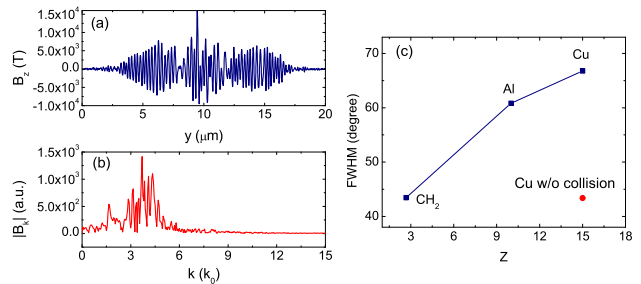 (a)
B_z (T)
1.5x10^4
1.0x10^4
5.0x10^3
0.0
-5.0x10^3
-1.0x10^4
0 5 10 15 20
y (μm)
(b)
|B_k| (a.u.)
1.5x10^3
1.0x10^3
5.0x10^2
0.0
0 3 6 9 12 15
k (k_0)
(c)
FWHM (degree)
70
60
50
40
3 6 9 12 15 18
Z
Cu
Al
CH_2
Cu w/o collision